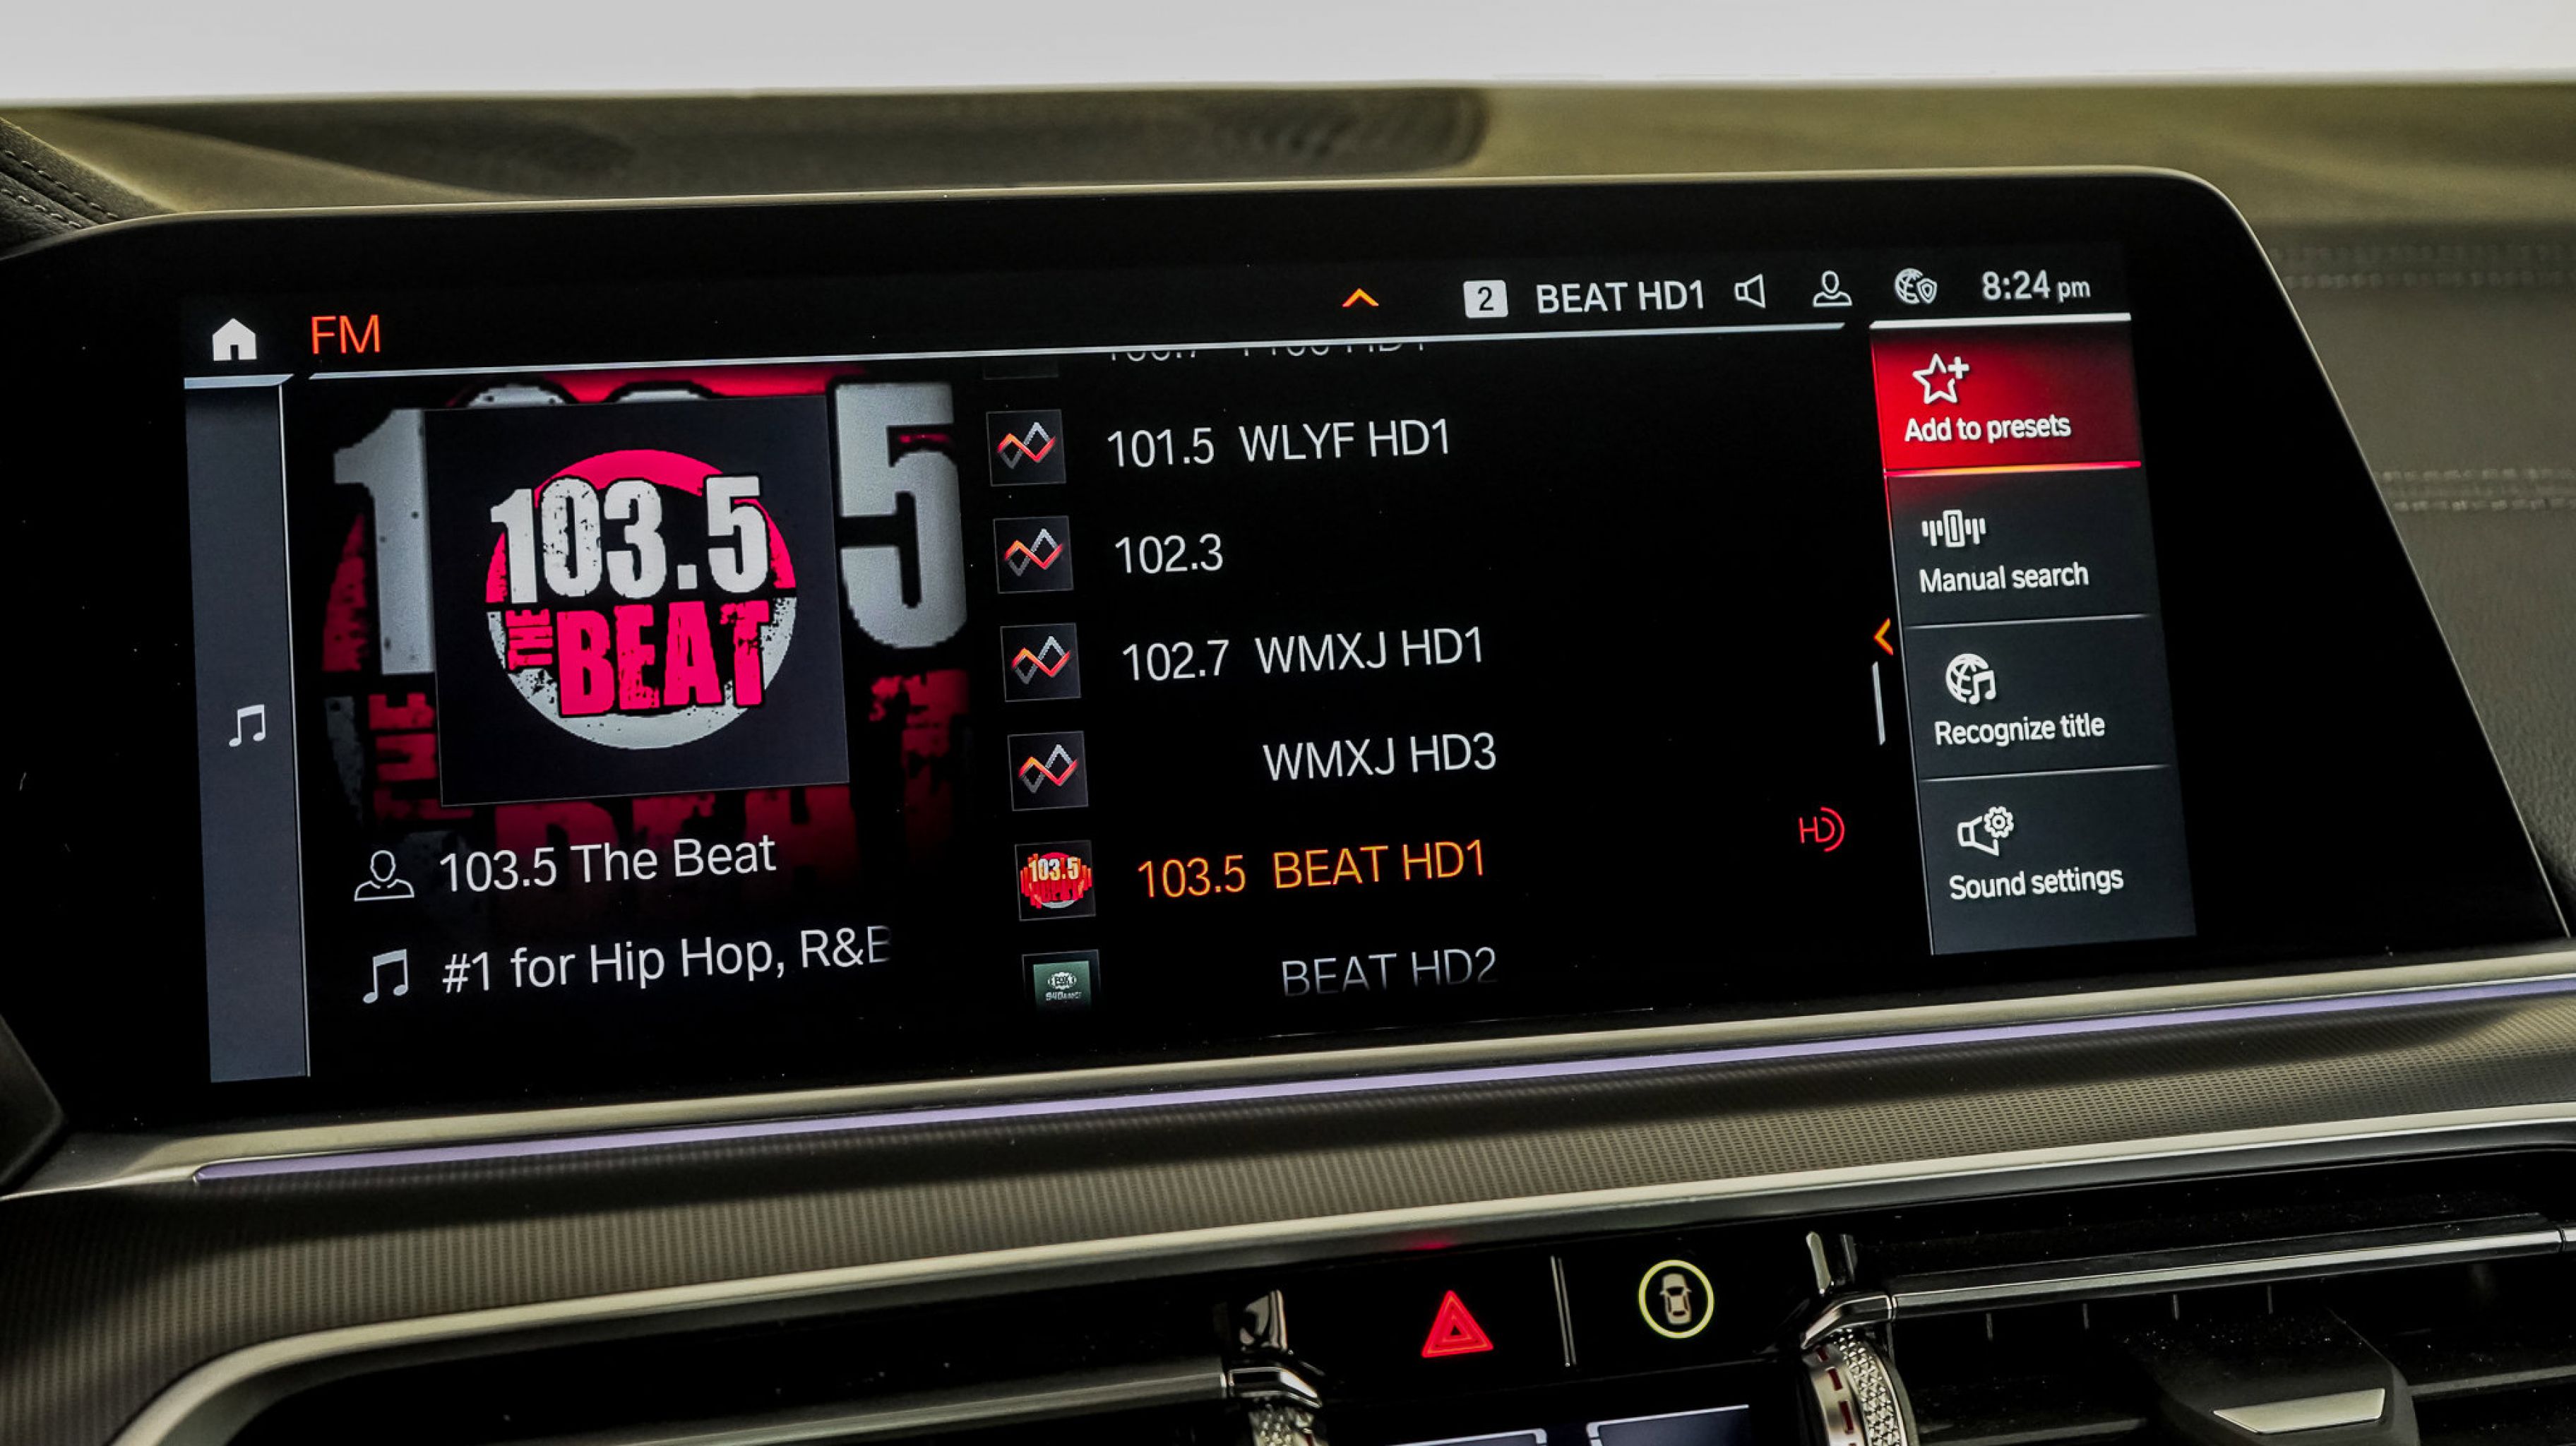 FM
2 BEAT HD1 8:24 pm
103.5
THE BEAT
103.5 The Beat
#1 for Hip Hop, R&B
101.5 WLYF HD1
102.3
102.7 WMXJ HD1
WMXJ HD3
103.5 BEAT HD1
HD
BEAT HD2
Add to presets
Manual search
Recognize title
Sound settings